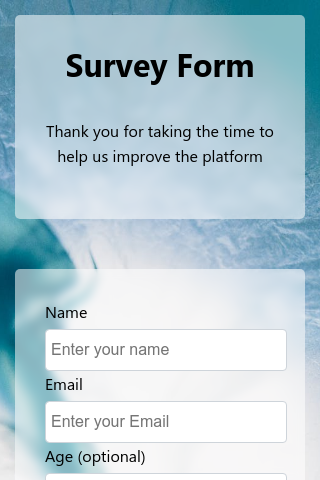 Survey Form
Thank you for taking the time to
help us improve the platform
Name
Enter your name
Email
Enter your Email
Age (optional)